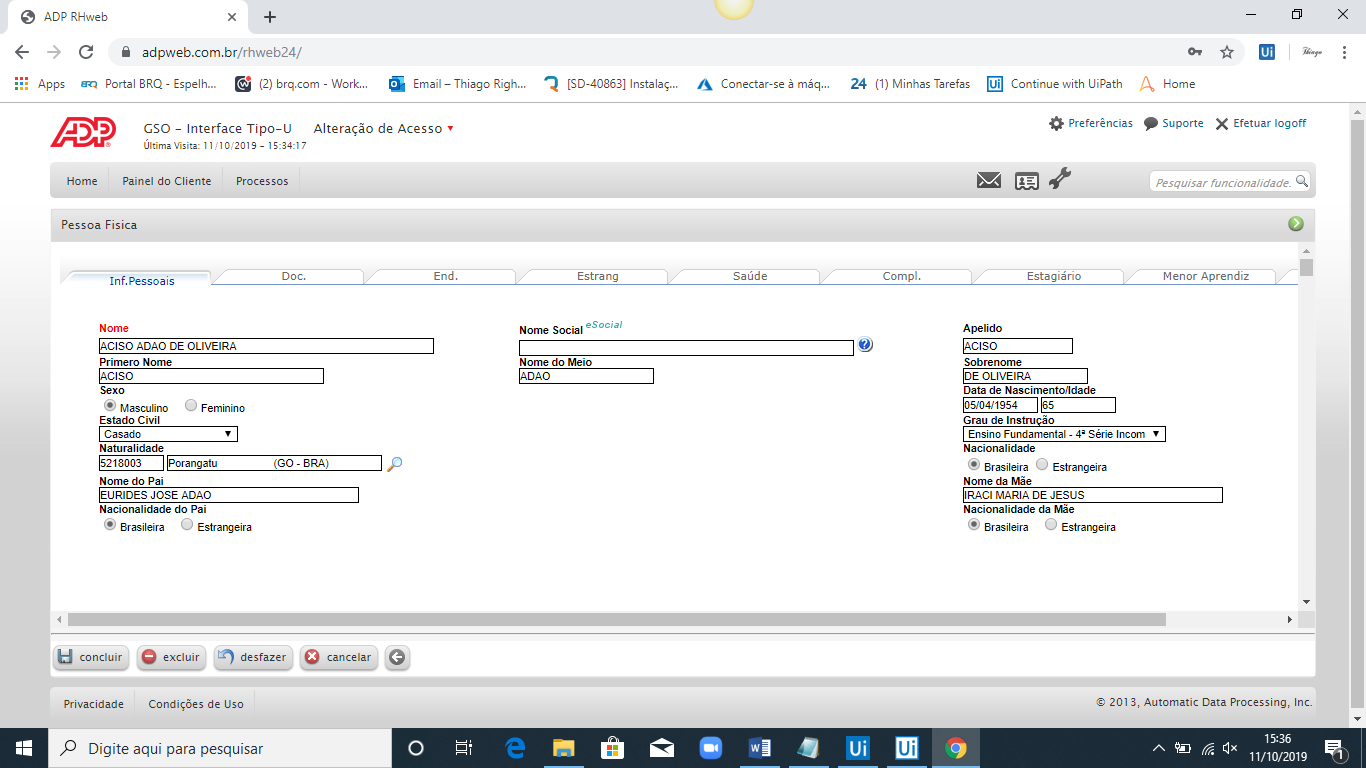 ADP RHweb
adpweb.com.br/rhweb24/
Ui
Apps
BRQ
Portal BRQ - Espelh...
(2) brq.com - Work...
Email – Thiago Righ...
[SD-40863] Instalaç...
Conectar-se à máq...
24
(1) Minhas Tarefas
Ui
Continue with UiPath
Home
ADP
GSO - Interface Tipo-U
Alteração de Acesso
Última Visita: 11/10/2019 - 15:34:17
Preferências
Suporte
Efetuar logoff
Home
Painel do Cliente
Processos
Pesquisar funcionalidade.
Pessoa Fisica
Inf.Pessoais
Doc.
End.
Estrang
Saúde
Compl.
Estagiário
Menor Aprendiz
Nome
Nome Social eSocial
Apelido
ACISO ADAO DE OLIVEIRA
ACISO
Primero Nome
Nome do Meio
Sobrenome
ACISO
ADAO
DE OLIVEIRA
Sexo
Data de Nascimento/Idade
Masculino
Feminino
05/04/1954
65
Estado Civil
Grau de Instrução
Casado
Ensino Fundamental - 4ª Série Incom
Naturalidade
Nacionalidade
5218003
Porangatu (GO - BRA)
Brasileira
Estrangeira
Nome do Pai
Nome da Mãe
EURIDES JOSE ADAO
IRACI MARIA DE JESUS
Nacionalidade do Pai
Nacionalidade da Mãe
Brasileira
Estrangeira
Brasileira
Estrangeira
concluir
excluir
desfazer
cancelar
Privacidade
Condições de Uso
© 2013, Automatic Data Processing, Inc.
Digite aqui para pesquisar
Ui
Ui
15:36
11/10/2019
1